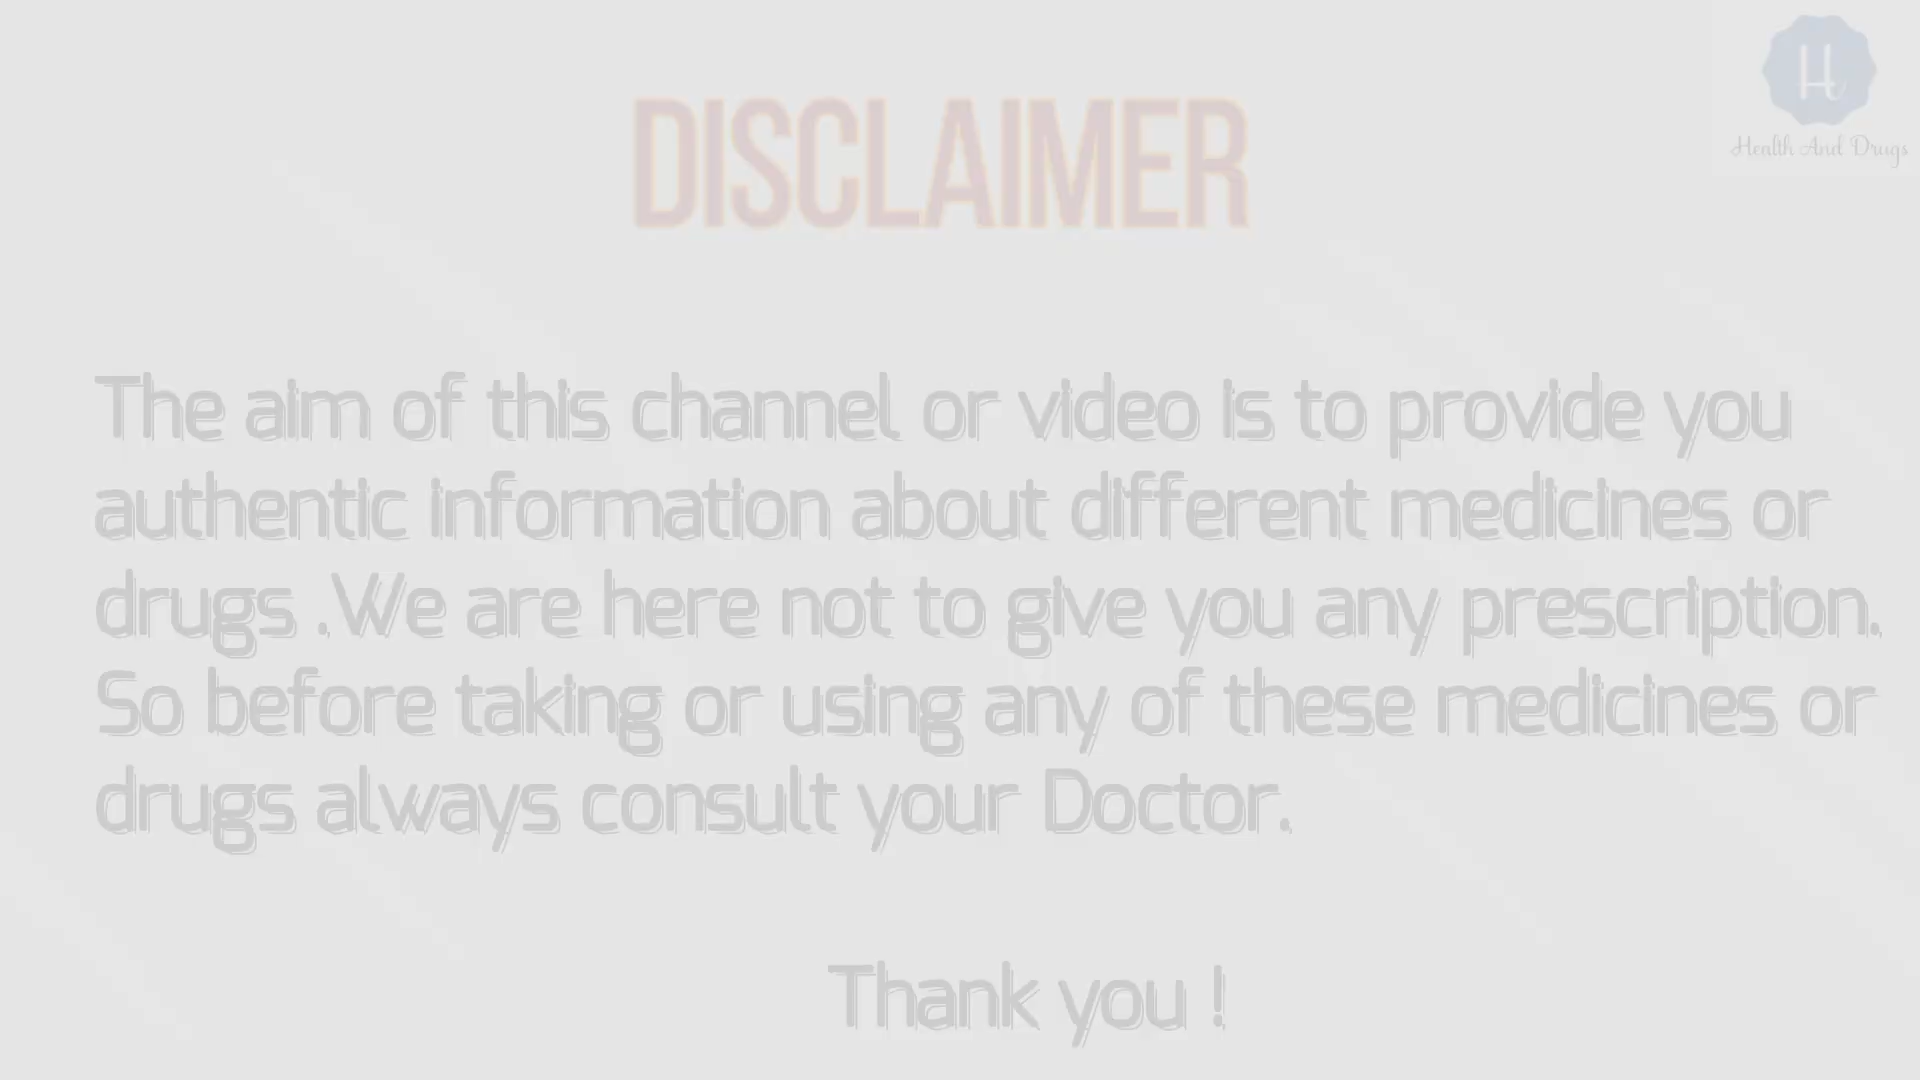 H
Health And Drugs
DISCLAIMER
The aim of this channel or video is to provide you
authentic information about different medicines or
drugs .We are here not to give you any prescription.
So before taking or using any of these medicines or
drugs always consult your Doctor.
Thank you !